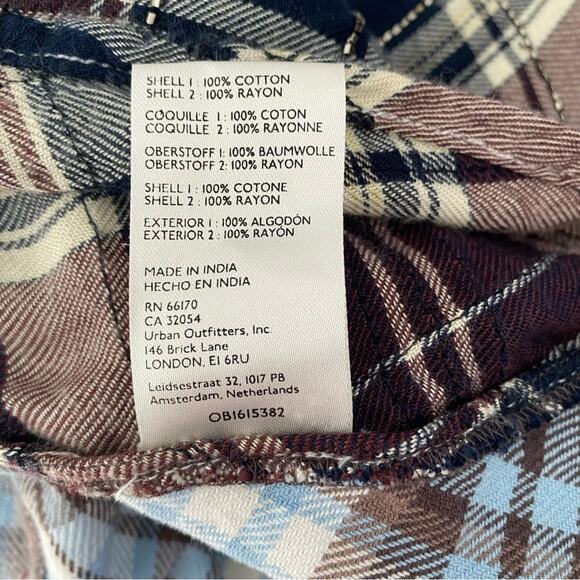 SHELL 1 : 100% COTTON
SHELL 2 : 100% RAYON
COQUILLE 1 : 100% COTON
COQUILLE 2 : 100% RAYONNE
OBERSTOFF 1: 100% BAUMWOLLE
OBERSTOFF 2: 100% RAYON
SHELL 1 : 100% COTONE
SHELL 2 : 100% RAYON
EXTERIOR 1 : 100% ALGODÓN
EXTERIOR 2 : 100% RAYÓN
MADE IN INDIA
HECHO EN INDIA
RN 66170
CA 32054
Urban Outfitters, Inc.
146 Brick Lane
LONDON, E1 6RU
Leidsestraat 32, 1017 PB
Amsterdam, Netherlands
OB1615382